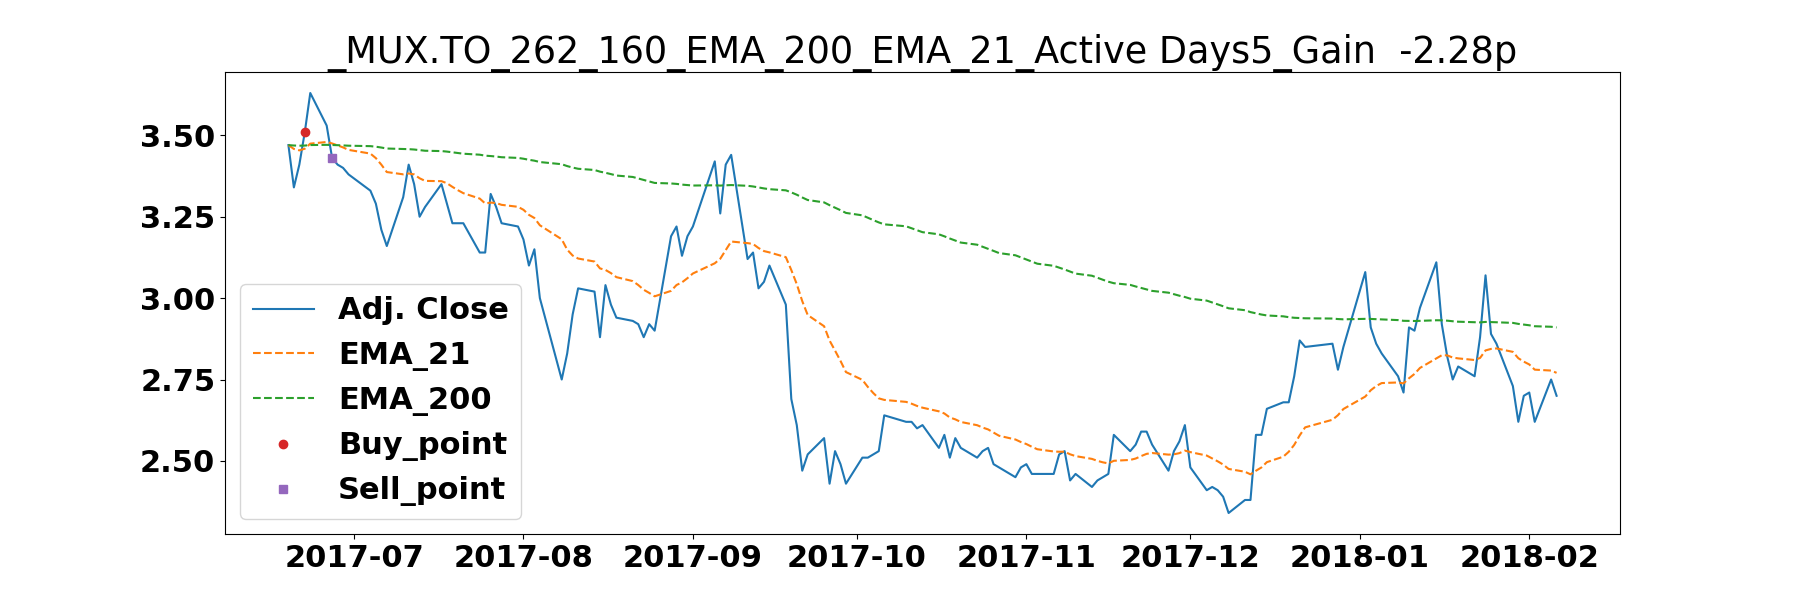 _MUX.TO_262_160_EMA_200_EMA_21_Active Days5_Gain  -2.28p
3.50
3.25
3.00
2.75
2.50
Adj. Close
EMA_21
EMA_200
Buy_point
Sell_point
2017-07 2017-08 2017-09 2017-10 2017-11 2017-12 2018-01 2018-02